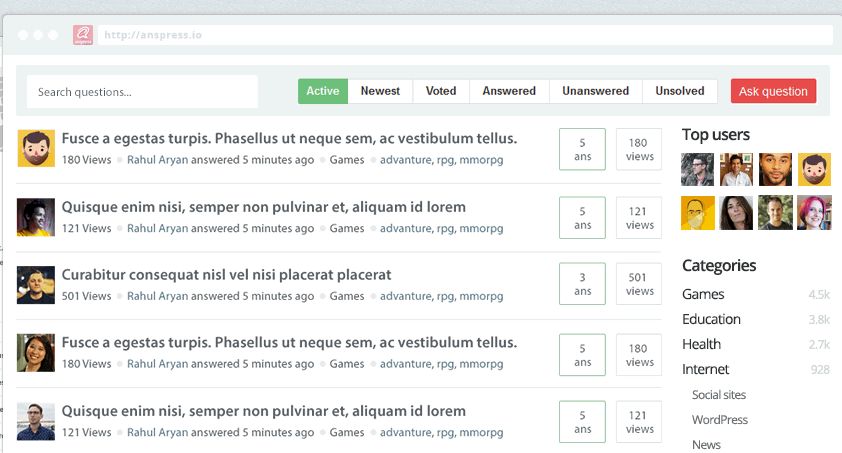 http://anspress.io
Search questions...
Active Newest Voted Answered Unanswered Unsolved
Ask question
Fusce a egestas turpis. Phasellus ut neque sem, ac vestibulum tellus.
180 Views Rahul Aryan answered 5 minutes ago Games advanture, rpg, mmorpg
5 ans
180 views
Quisque enim nisi, semper non pulvinar et, aliquam id lorem
121 Views Rahul Aryan answered 5 minutes ago Games advanture, rpg, mmorpg
5 ans
121 views
Curabitur consequat nisl vel nisi placerat placerat
501 Views Rahul Aryan answered 5 minutes ago Games advanture, rpg, mmorpg
3 ans
501 views
Fusce a egestas turpis. Phasellus ut neque sem, ac vestibulum tellus.
180 Views Rahul Aryan answered 5 minutes ago Games advanture, rpg, mmorpg
5 ans
180 views
Quisque enim nisi, semper non pulvinar et, aliquam id lorem
121 Views Rahul Aryan answered 5 minutes ago Games advanture, rpg, mmorpg
5 ans
121 views
Top users
Categories
Games 4.5k
Education 3.8k
Health 2.7k
Internet 928
Social sites
WordPress
News